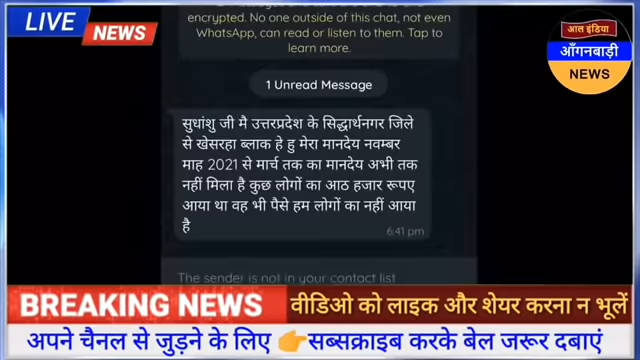 LIVE
NEWS
encrypted. No one outside of this chat, not even
WhatsApp, can read or listen to them. Tap to
learn more.
आल इंडिया
आँगनबाड़ी
NEWS
1 Unread Message
सुधांशु जी मै उत्तरप्रदेश के सिद्धार्थनगर जिले
से खेसरहा ब्लाक हे हु मेरा मानदेय नवम्बर
माह 2021 से मार्च तक का मानदेय अभी तक
नहीं मिला है कुछ लोगों का आठ हजार रूपए
आया था वह भी पैसे हम लोगों का नहीं आया
है
6:41 pm
The sender is not in your contact list
BREAKING NEWS
वीडिओ को लाइक और शेयर करना न भूलें
अपने चैनल से जुड़ने के लिए 👉 सब्सक्राइब करके बेल जरूर दबाएं